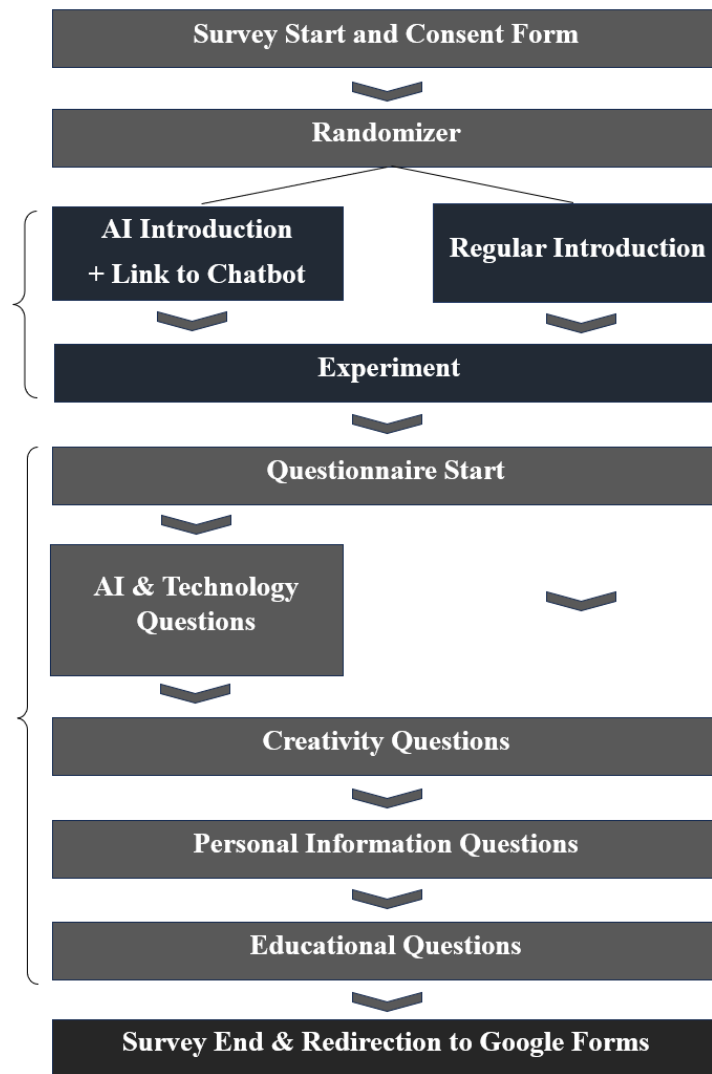 Survey Start and Consent Form
Randomizer
AI Introduction
+ Link to Chatbot
Regular Introduction
Experiment
Questionnaire Start
AI & Technology
Questions
Creativity Questions
Personal Information Questions
Educational Questions
Survey End & Redirection to Google Forms